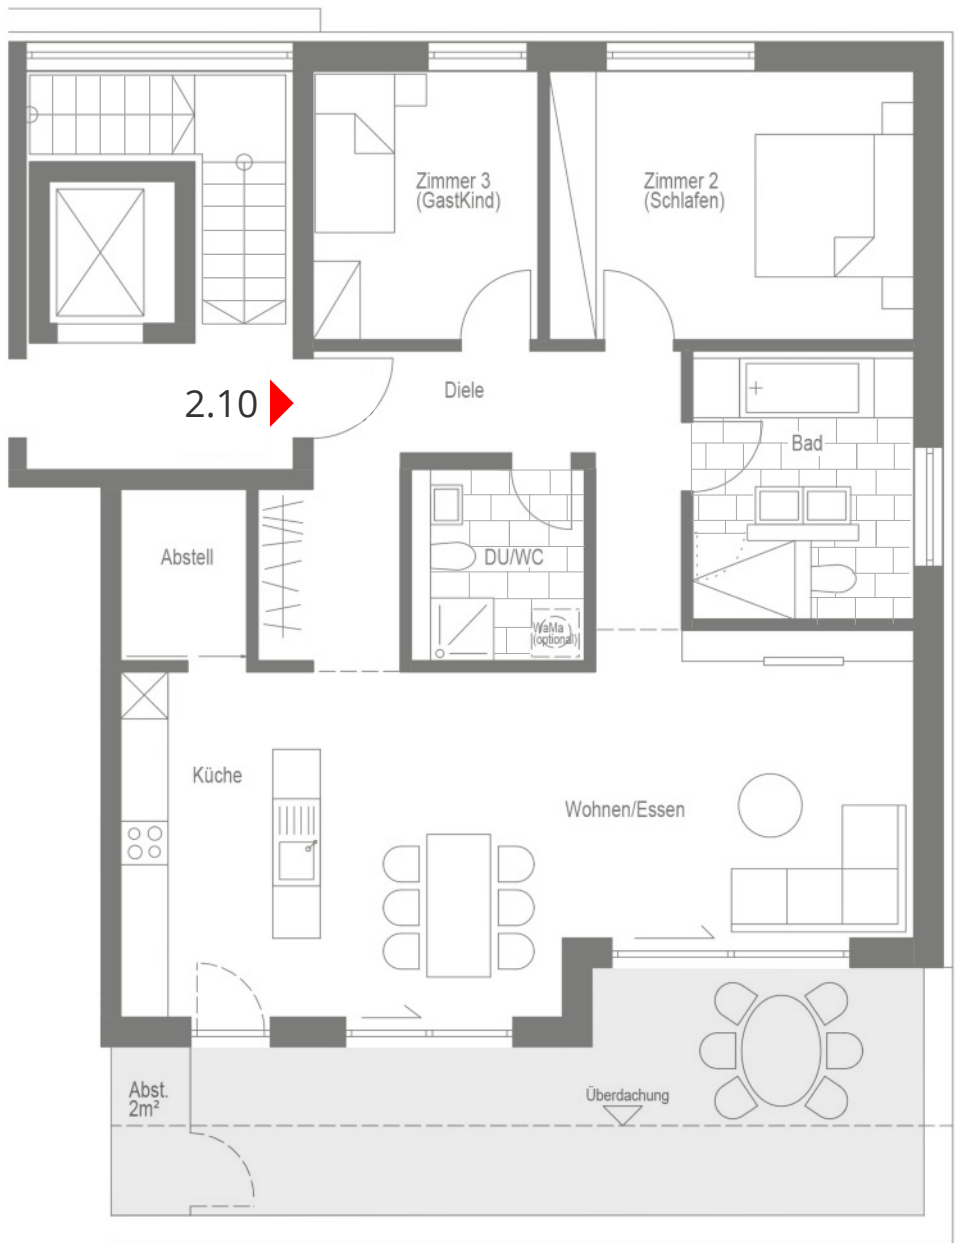 Zimmer 3
(GastKind)
Zimmer 2
(Schlafen)
2.10
Diele
Bad
Abstell
DU/WC
WaMa
(optional)
Küche
Wohnen/Essen
Abst.
2m²
Überdachung